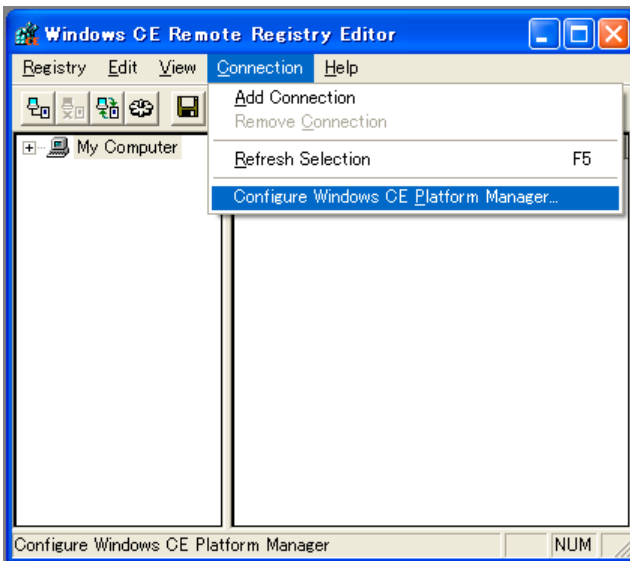 Windows CE Remote Registry Editor
Registry Edit View Connection Help
Add Connection
Remove Connection
Refresh Selection F5
Configure Windows CE Platform Manager...
My Computer
Configure Windows CE Platform Manager NUM